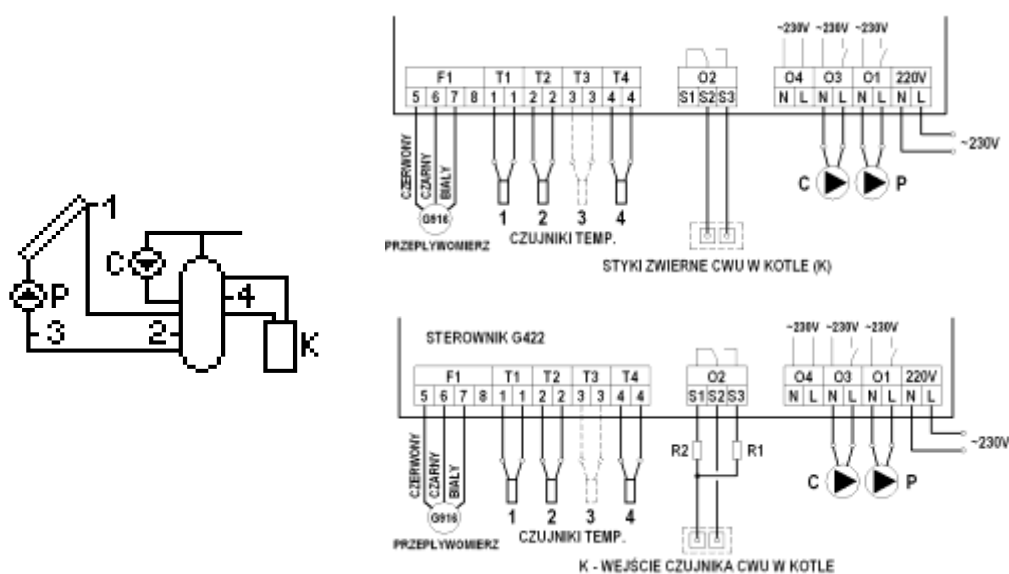 1
C
P
4
3
2
K
~230V ~230V ~230V
F1 T1 T2 T3 T4 O2 O4 O3 O1 220V
5 6 7 8 1 1 2 2 3 3 4 4 S1 S2 S3 N L N L N L N L
CZERWONY
CZARNY
BIAŁY
~230V
C P
G916
1 2 3 4
PRZEPŁYWOMIERZ
CZUJNIKI TEMP.
STYKI ZWIERNE CWU W KOTLE (K)
STEROWNIK G422
~230V ~230V ~230V
F1 T1 T2 T3 T4 O2 O4 O3 O1 220V
5 6 7 8 1 1 2 2 3 3 4 4 S1 S2 S3 N L N L N L N L
CZERWONY
CZARNY
BIAŁY
R2 R1
~230V
C P
G916
1 2 3 4
PRZEPŁYWOMIERZ
CZUJNIKI TEMP.
K - WEJŚCIE CZUJNIKA CWU W KOTLE